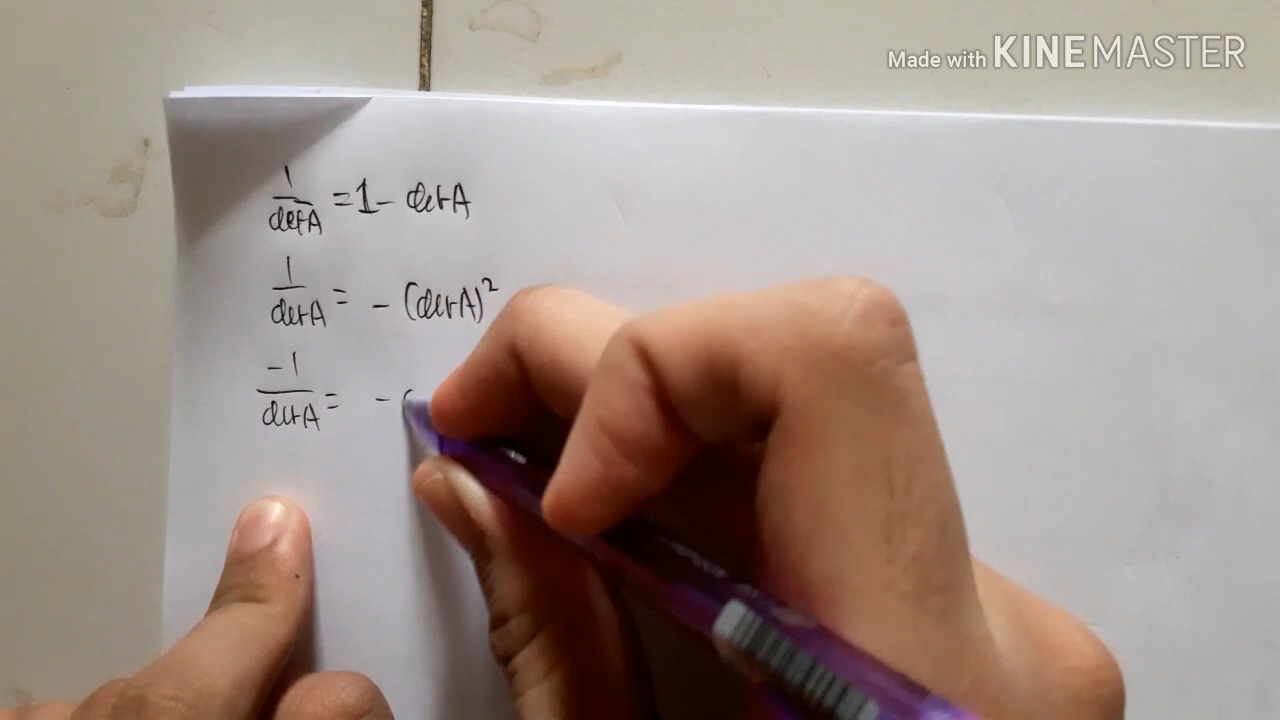 Made with KINEMASTER
1/detA = 1 - detA
1/detA = - (detA)²
-1/detA = - (